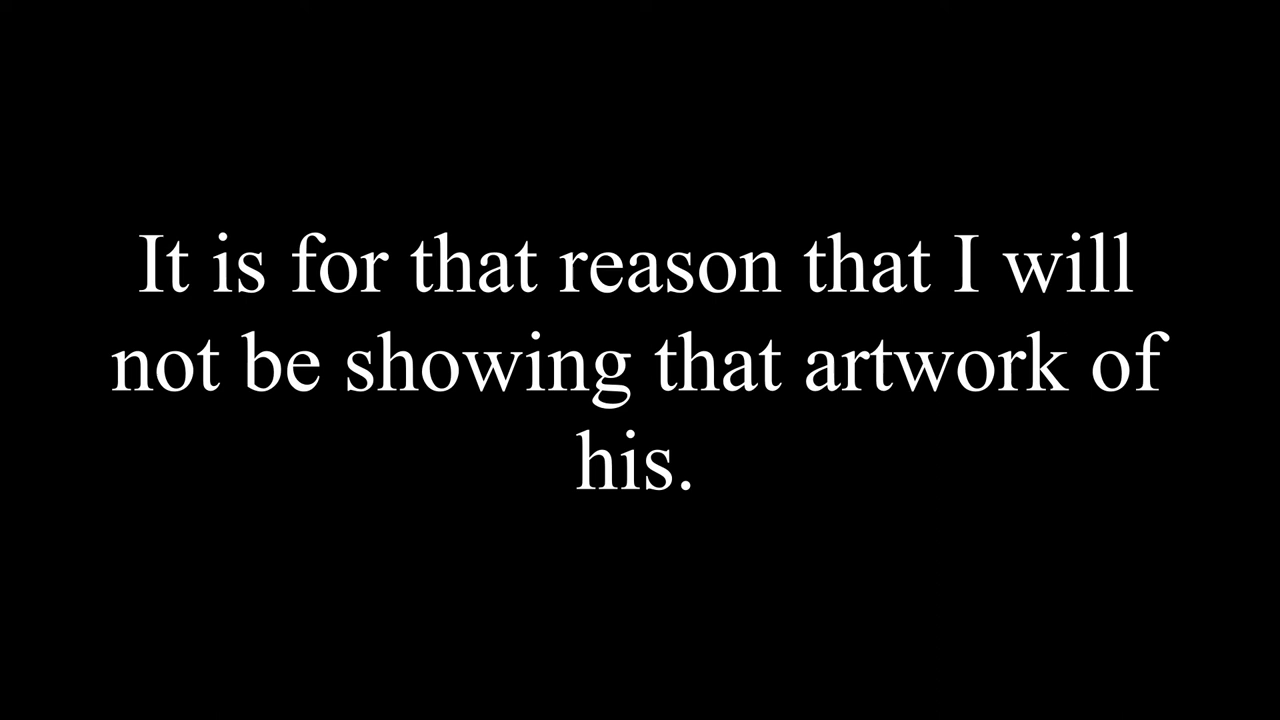 It is for that reason that I will
not be showing that artwork of
his.